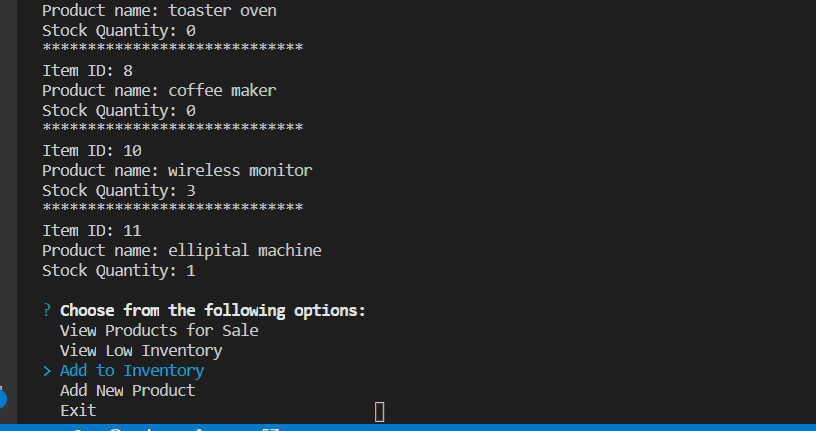 Product name: toaster oven
Stock Quantity: 0
*****************************
Item ID: 8
Product name: coffee maker
Stock Quantity: 0
*****************************
Item ID: 10
Product name: wireless monitor
Stock Quantity: 3
*****************************
Item ID: 11
Product name: ellipital machine
Stock Quantity: 1
? Choose from the following options:
View Products for Sale
View Low Inventory
> Add to Inventory
Add New Product
Exit